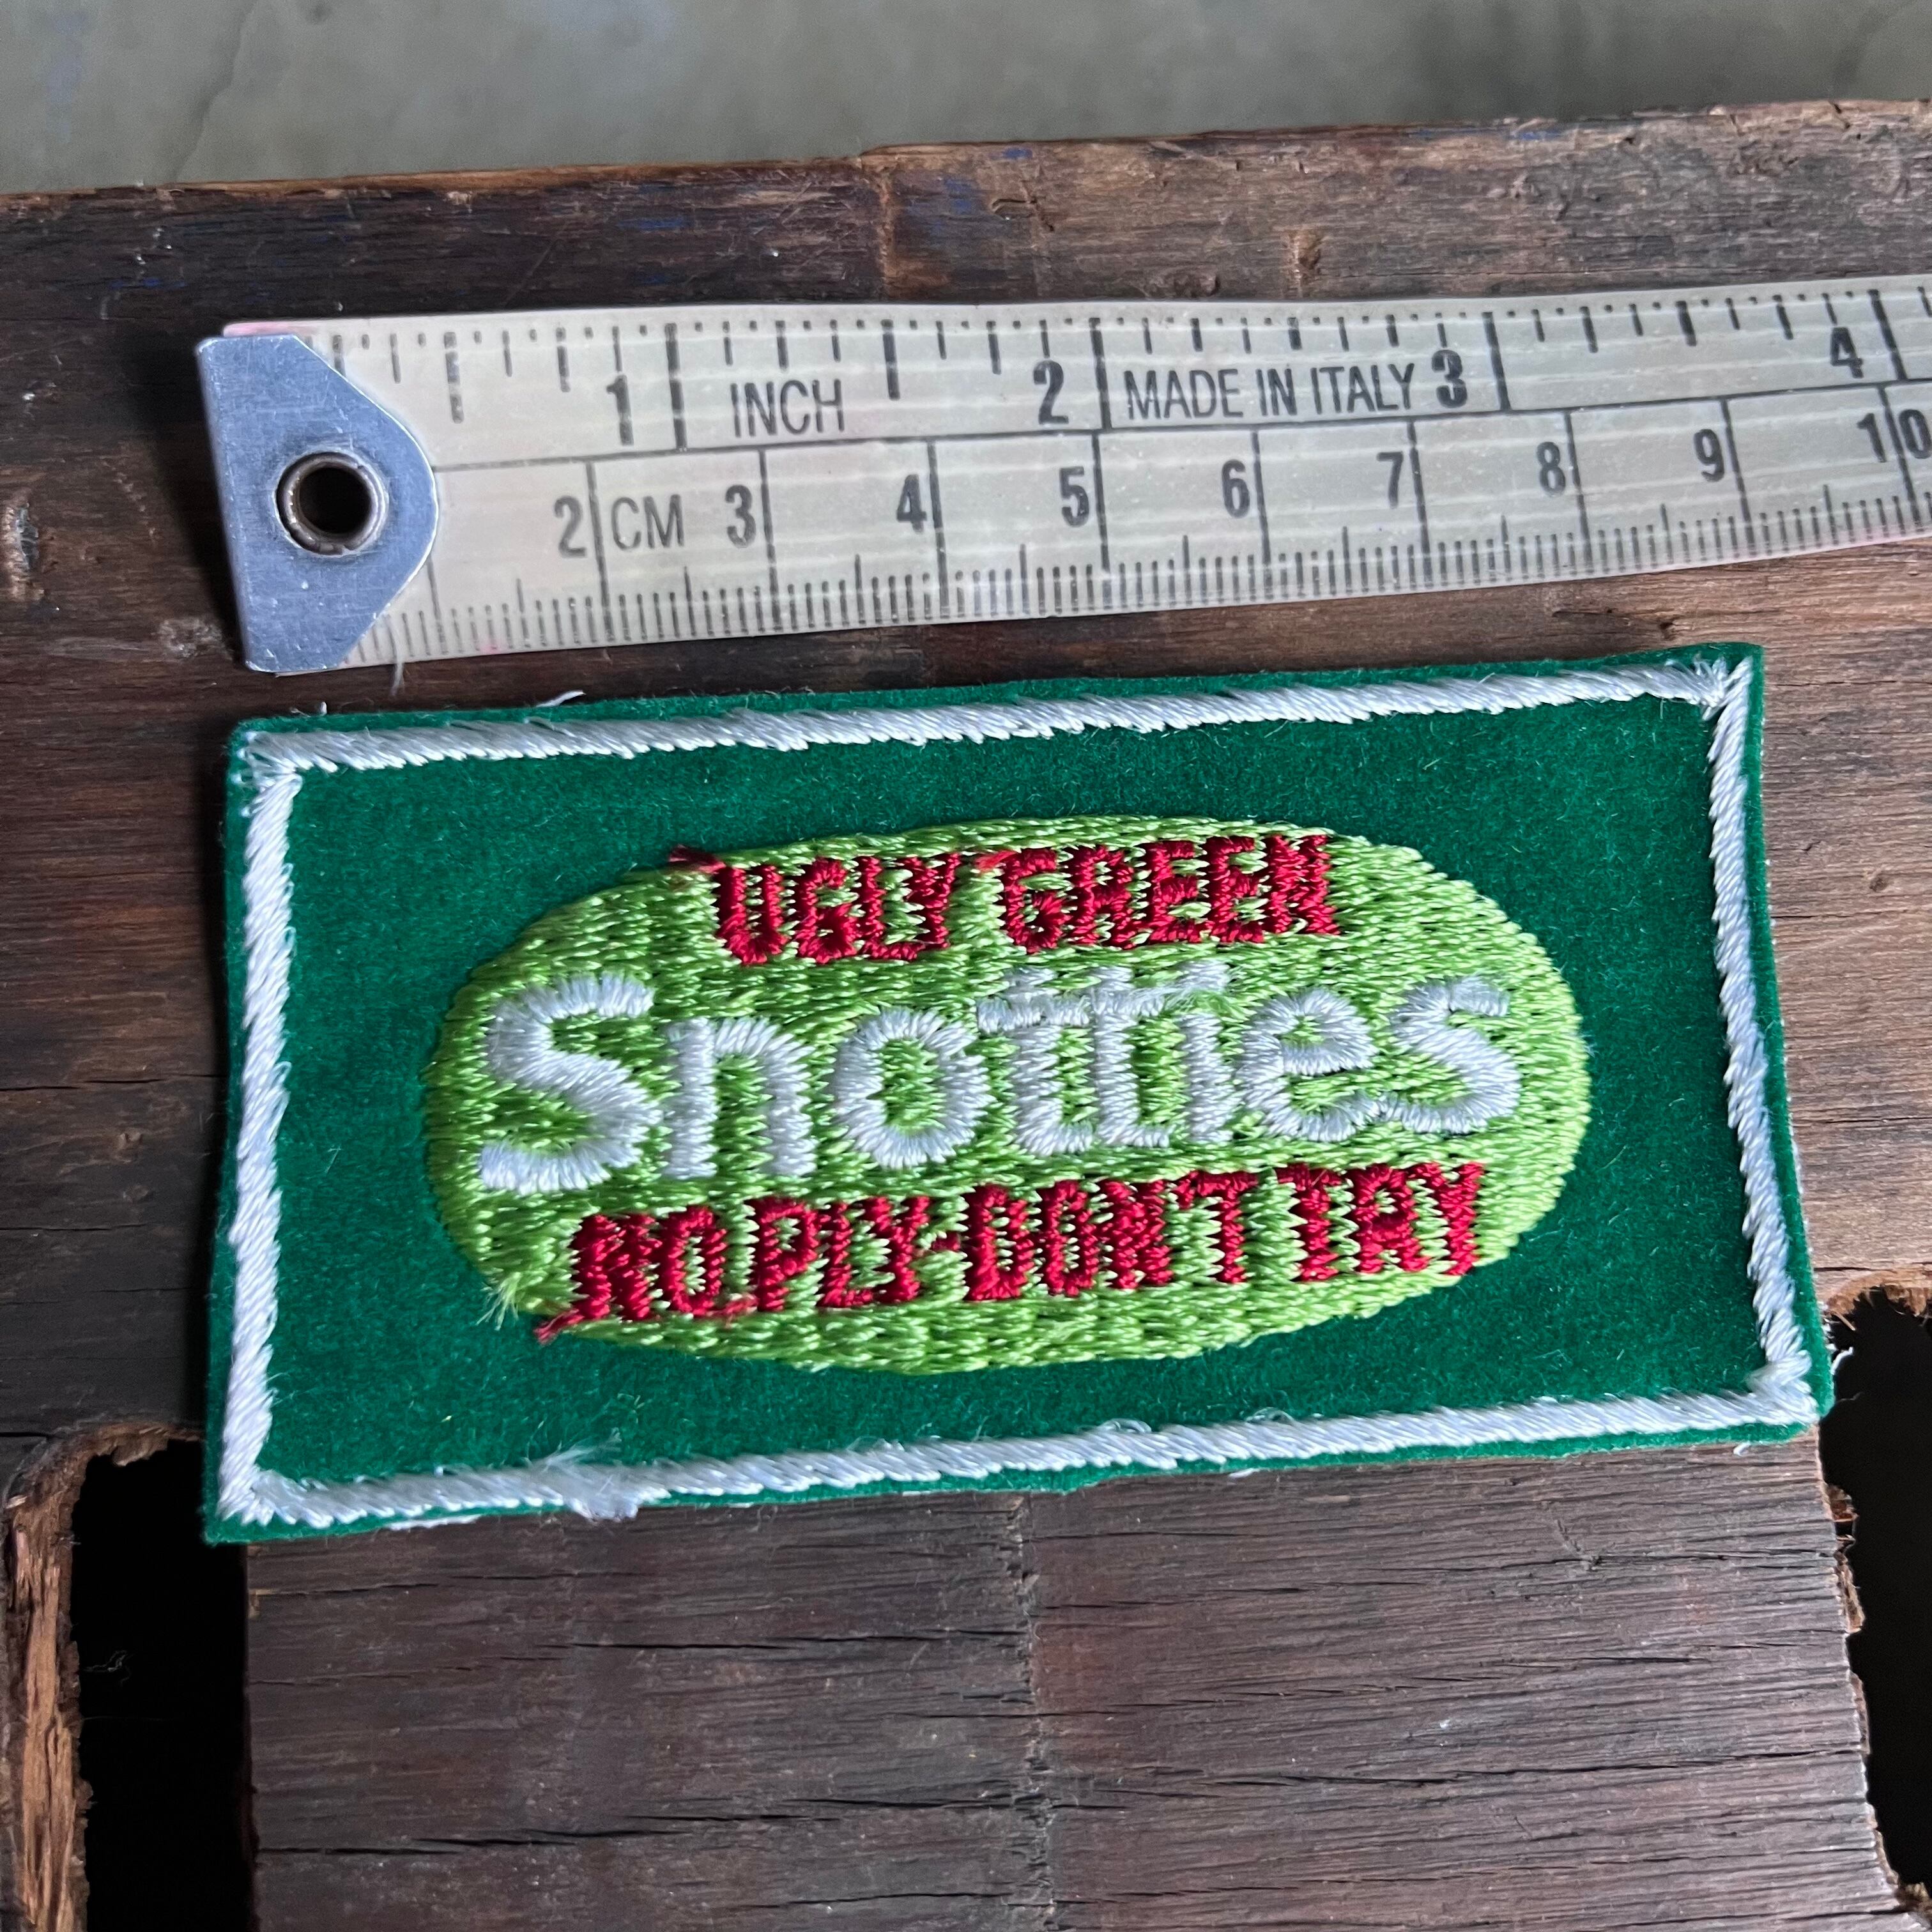 1 INCH 2 MADE IN ITALY 3 4
2 CM 3 4 5 6 7 8 9 10
UGLY GREEN
Snotties
NO PLY-DON'T TRY